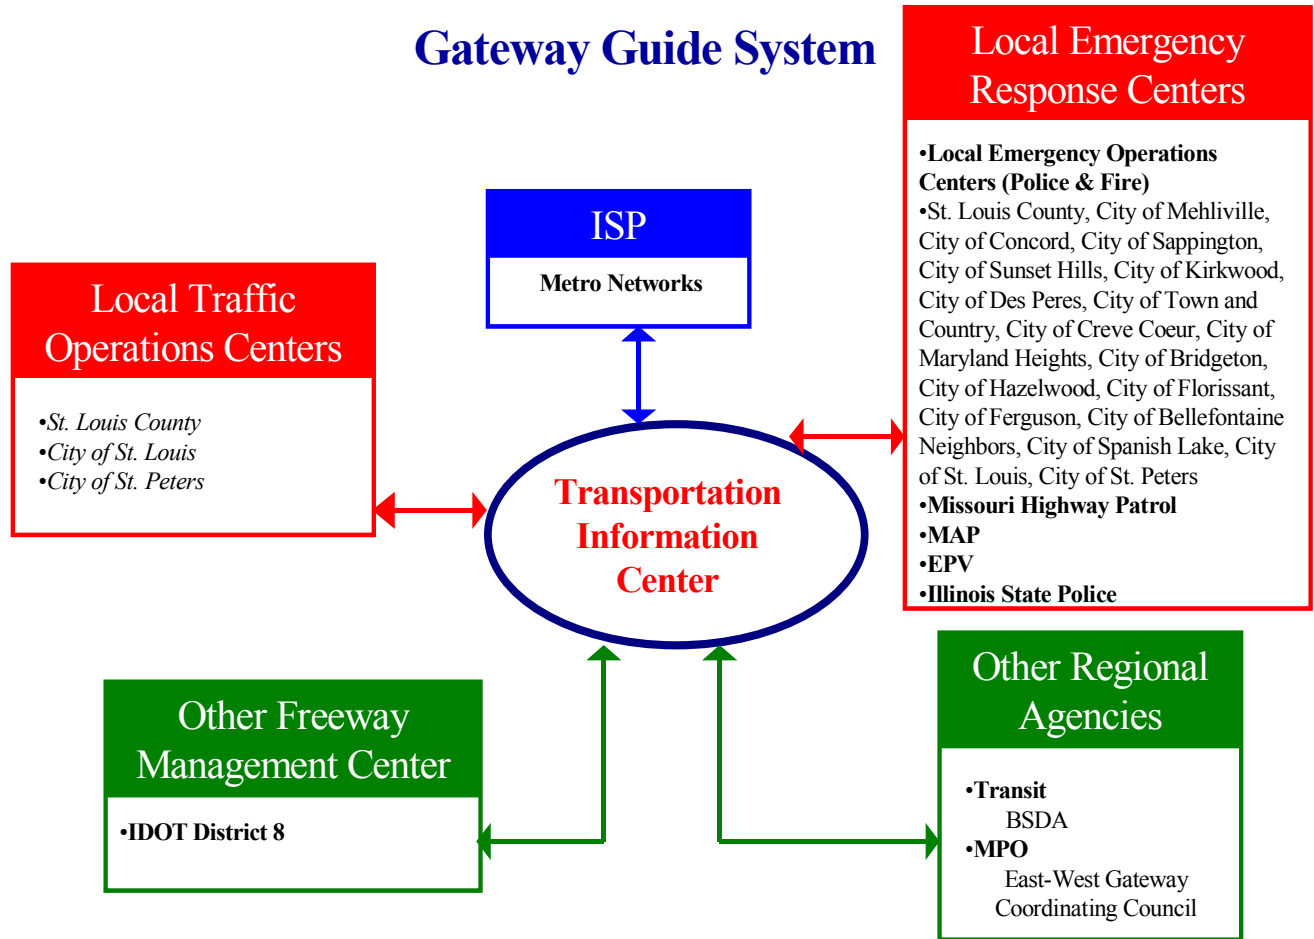 Gateway Guide System
Local Emergency
Response Centers
•Local Emergency Operations
Centers (Police & Fire)
•St. Louis County, City of Mehliville,
City of Concord, City of Sappington,
City of Sunset Hills, City of Kirkwood,
City of Des Peres, City of Town and
Country, City of Creve Coeur, City of
Maryland Heights, City of Bridgeton,
City of Hazelwood, City of Florissant,
City of Ferguson, City of Bellefontaine
Neighbors, City of Spanish Lake, City
of St. Louis, City of St. Peters
•Missouri Highway Patrol
•MAP
•EPV
•Illinois State Police
ISP
Metro Networks
Local Traffic
Operations Centers
•St. Louis County
•City of St. Louis
•City of St. Peters
Transportation
Information
Center
Other Freeway
Management Center
•IDOT District 8
Other Regional
Agencies
•Transit
BSDA
•MPO
East-West Gateway
Coordinating Council